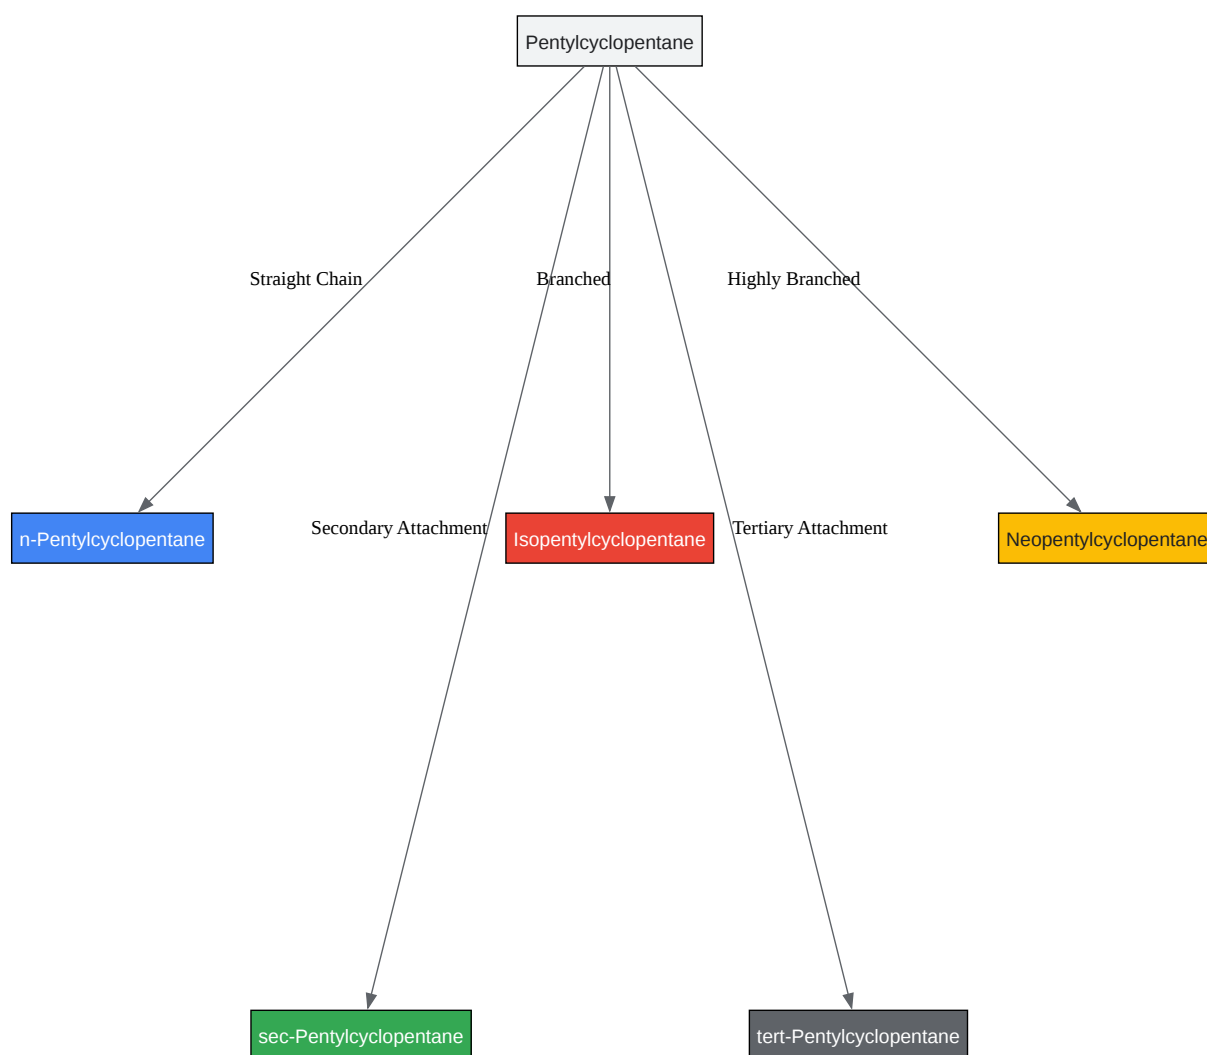 Pentylcyclopentane
Straight Chain
Branched
Highly Branched
Secondary Attachment
Tertiary Attachment
n-Pentylcyclopentane
Isopentylcyclopentane
Neopentylcyclopentane
sec-Pentylcyclopentane
tert-Pentylcyclopentane